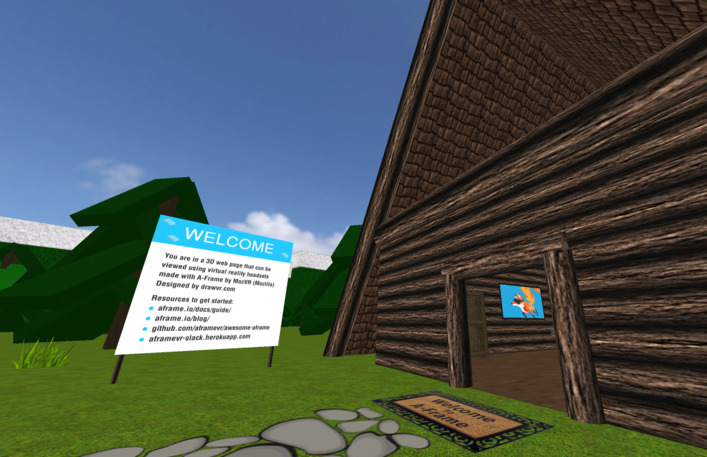 WELCOME
You are in a 3D web page that can be
viewed using virtual reality headsets
made with A-Frame by MozVR (Mozilla)
Designed by drawvr.com
Resources to get started:
aframe.io/docs/guide/
aframe.io/blog/
github.com/aframevr/awesome-aframe
aframevr-slack.herokuapp.com
Welcome
to
A-Frame